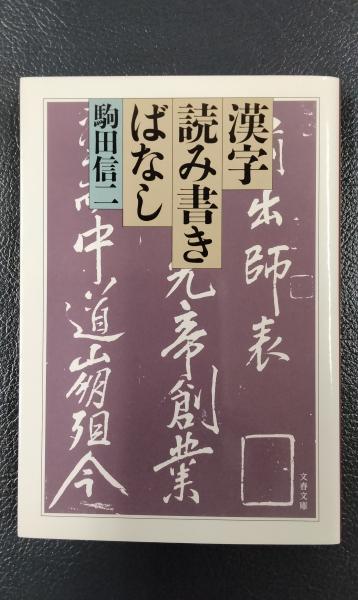 漢字
読み書き
ばなし
駒田信二
前出師表
先帝創業
中道崩殂今
文春文庫